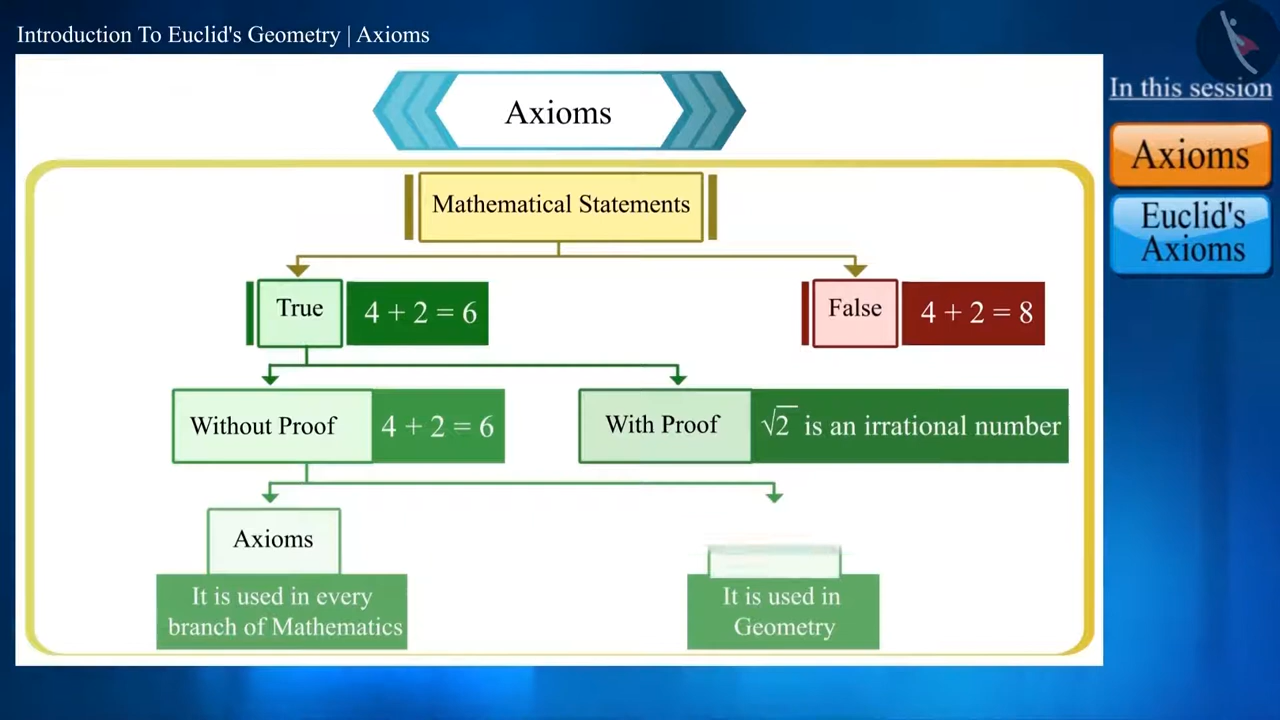 Introduction To Euclid's Geometry | Axioms
In this session
Axioms
Euclid's
Axioms
Axioms
Mathematical Statements
True
4 + 2 = 6
False
4 + 2 = 8
Without Proof
4 + 2 = 6
With Proof
√2 is an irrational number
Axioms
It is used in every
branch of Mathematics
It is used in
Geometry